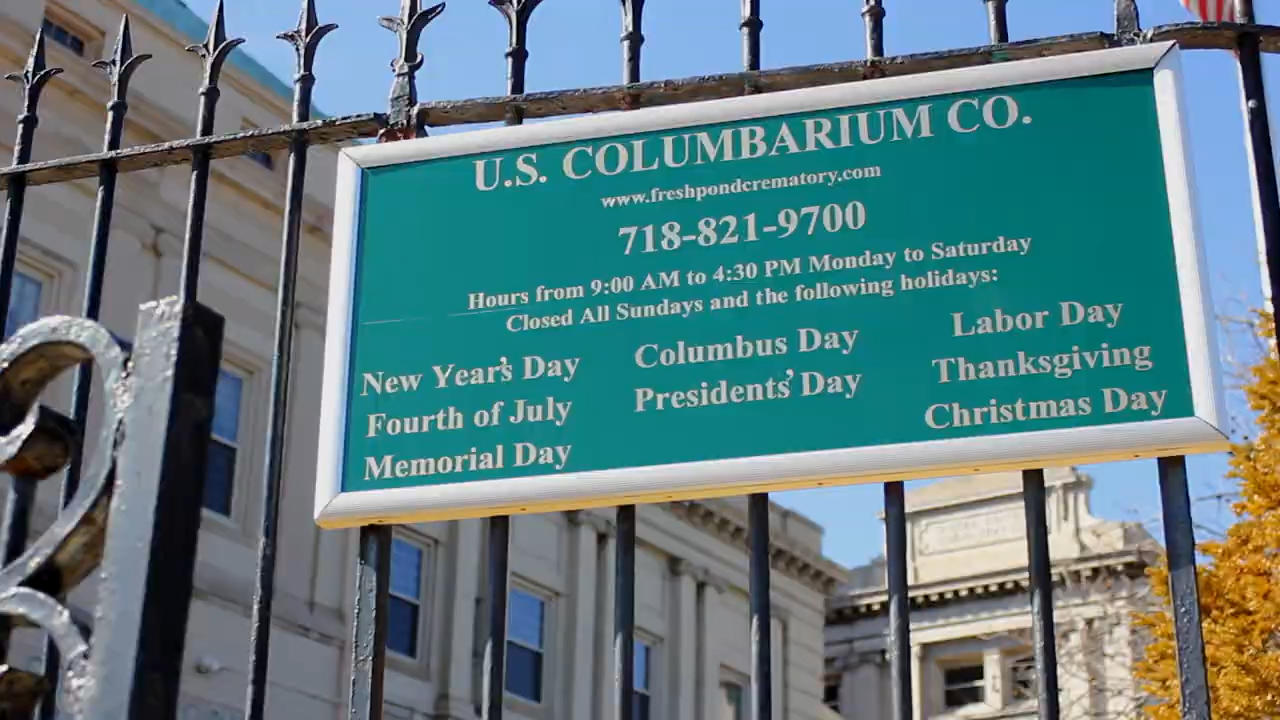 U.S. COLUMBARIUM CO.
www.freshpondcrematory.com
718-821-9700
Hours from 9:00 AM to 4:30 PM Monday to Saturday
Closed All Sundays and the following holidays:
New Year's Day
Fourth of July
Memorial Day
Columbus Day
Presidents' Day
Labor Day
Thanksgiving
Christmas Day